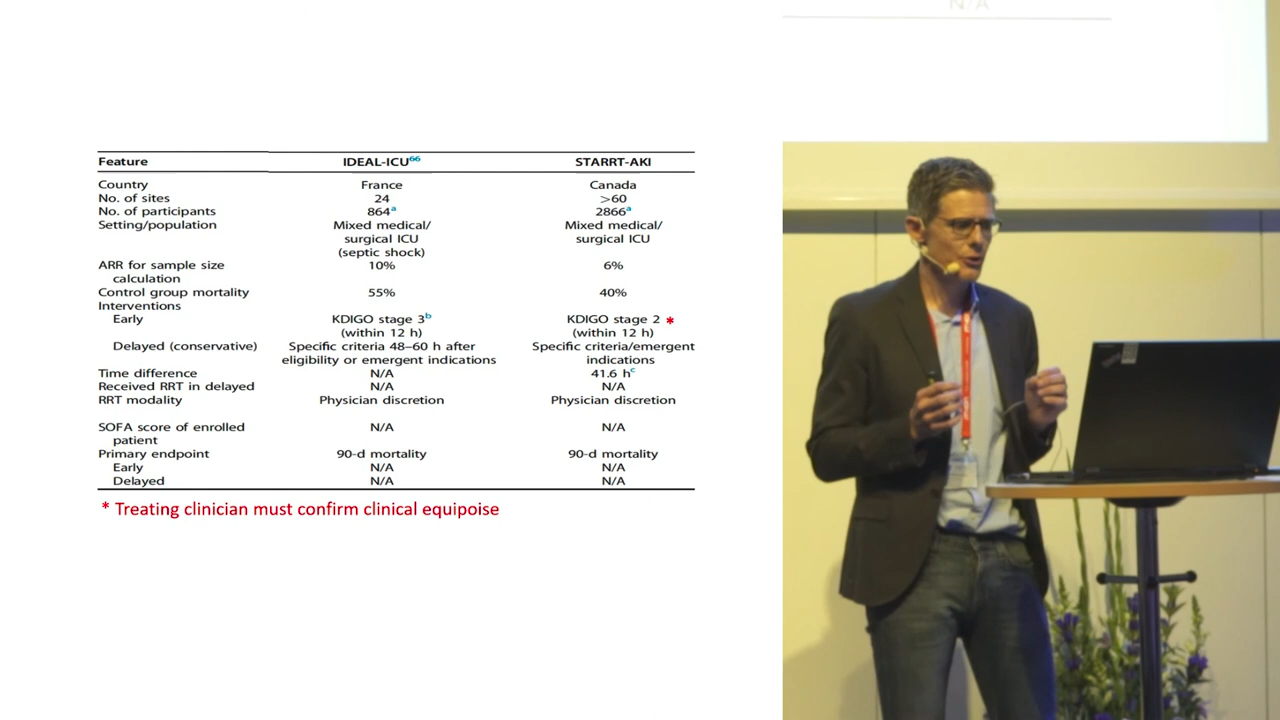 Feature IDEAL-ICU66 STARRT-AKI
Country France Canada
No. of sites 24 >60
No. of participants 864a 2866a
Setting/population Mixed medical/ Mixed medical/
surgical ICU surgical ICU
(septic shock)
ARR for sample size 10% 6%
calculation
Control group mortality 55% 40%
Interventions
Early KDIGO stage 3b KDIGO stage 2 *
(within 12 h) (within 12 h)
Delayed (conservative) Specific criteria 48–60 h after Specific criteria/emergent
eligibility or emergent indications indications
Time difference N/A 41.6 hc
Received RRT in delayed N/A N/A
RRT modality Physician discretion Physician discretion
SOFA score of enrolled N/A N/A
patient
Primary endpoint 90-d mortality 90-d mortality
Early N/A N/A
Delayed N/A N/A
* Treating clinician must confirm clinical equipoise
N/A